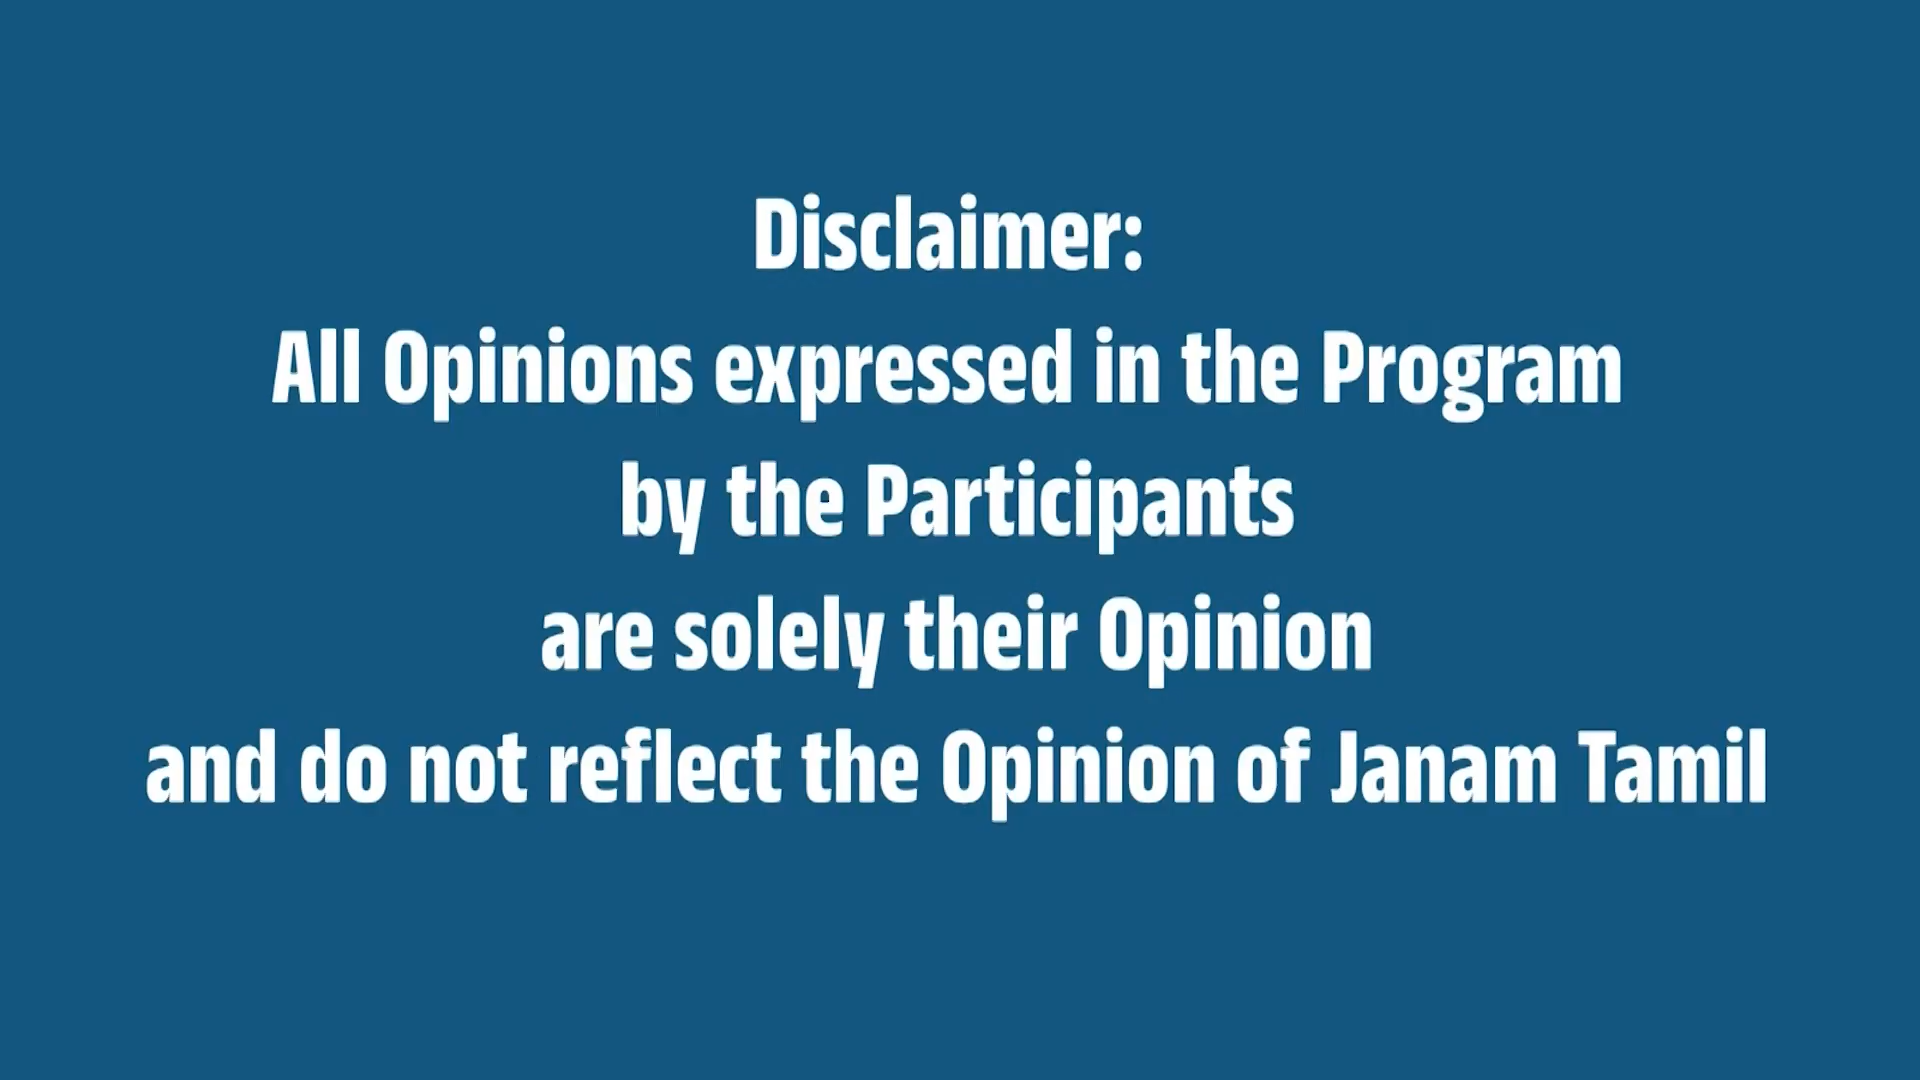 Disclaimer:
All Opinions expressed in the Program
by the Participants
are solely their Opinion
and do not reflect the Opinion of Janam Tamil